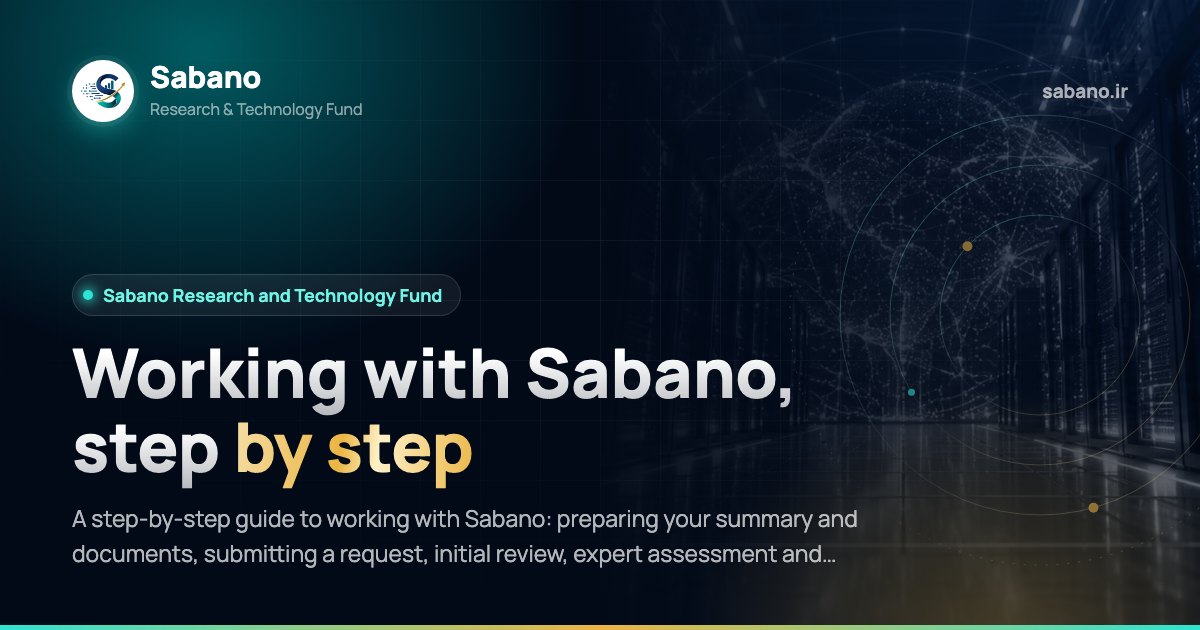 Sabano
Research & Technology Fund
sabano.ir
Sabano Research and Technology Fund
Working with Sabano,
step by step
A step-by-step guide to working with Sabano: preparing your summary and
documents, submitting a request, initial review, expert assessment and…